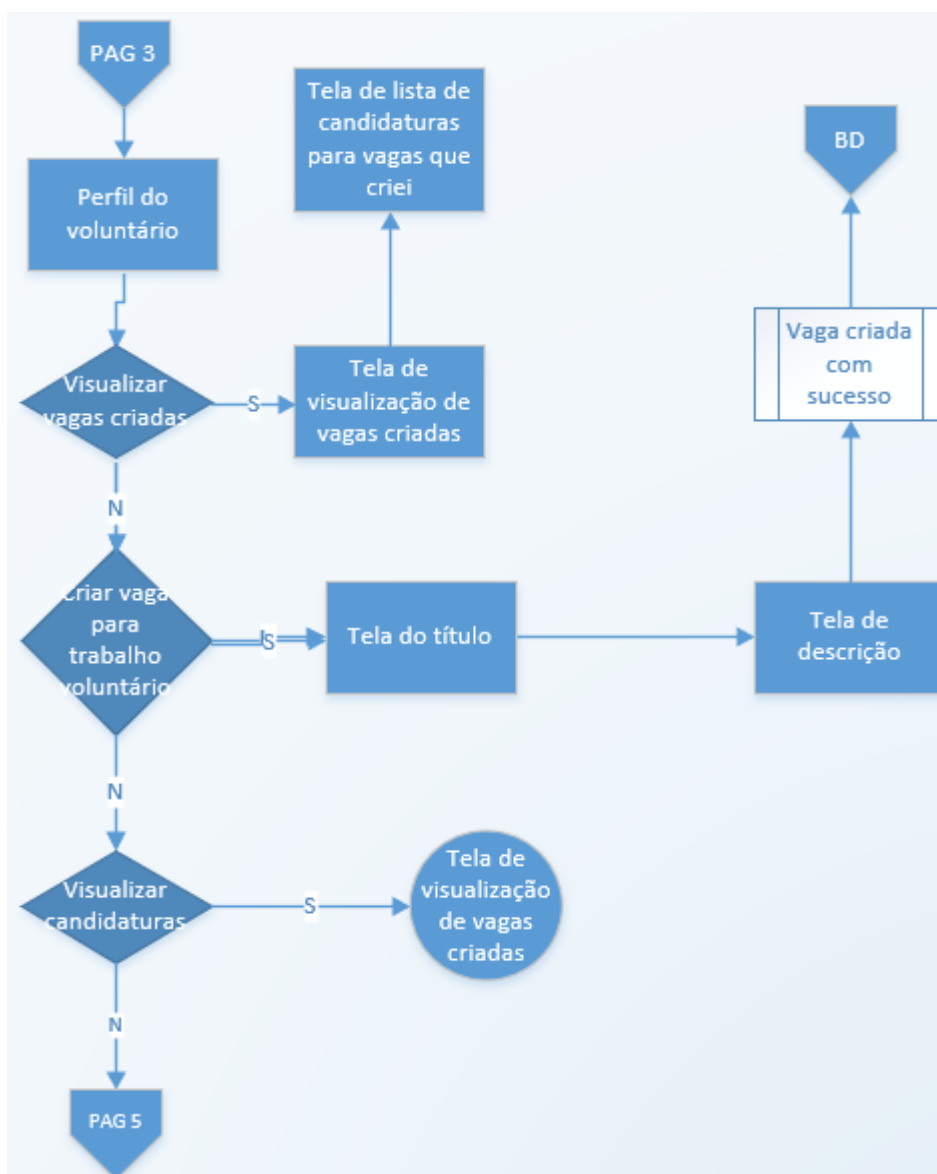 PAG 3
Perfil do
voluntário
Tela de lista de
candidaturas
para vagas que
criei
BD
Vaga criada
com
sucesso
Visualizar
vagas criadas
S
Tela de
visualização de
vagas criadas
N
Criar vaga
para
trabalho
voluntário
S
Tela do título
Tela de
descrição
N
Visualizar
candidaturas
S
Tela de
visualização
de vagas
criadas
N
PAG 5